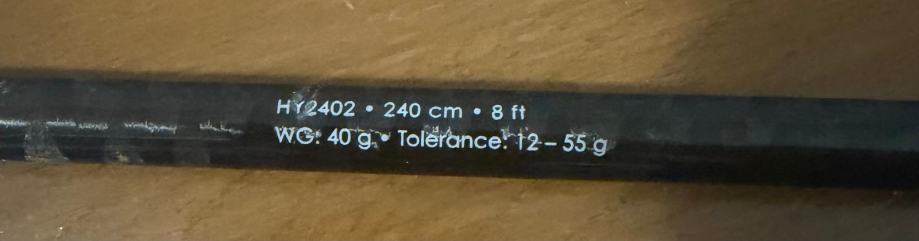 HY2402 • 240 cm • 8 ft
WG: 40 g • Tolerance: 12 – 55 g